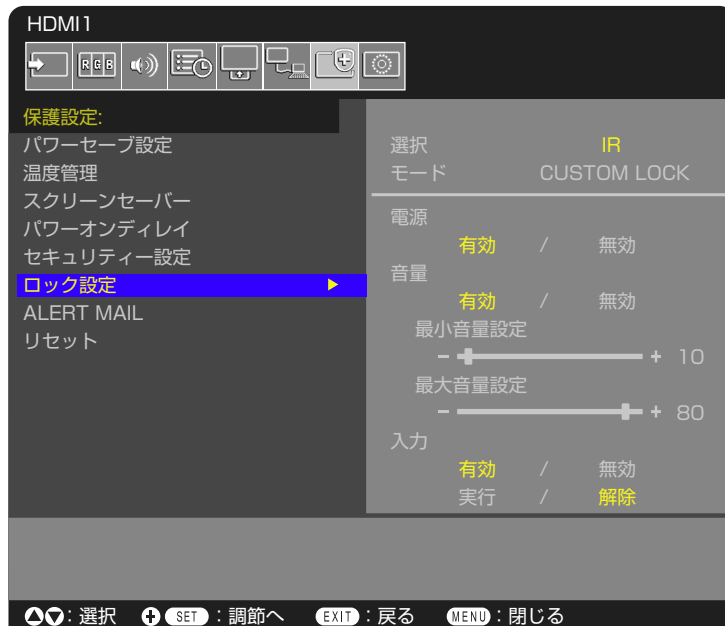 HDMI1
RGB
保護設定:
パワーセーブ設定
温度管理
スクリーンセーバー
パワーオンディレイ
セキュリティー設定
ロック設定
ALERT MAIL
リセット
選択 IR
モード CUSTOM LOCK
電源
有効 / 無効
音量
有効 / 無効
最小音量設定
- + 10
最大音量設定
- + 80
入力
有効 / 無効
実行 / 解除
：選択 SET：調節へ EXIT：戻る MENU：閉じる